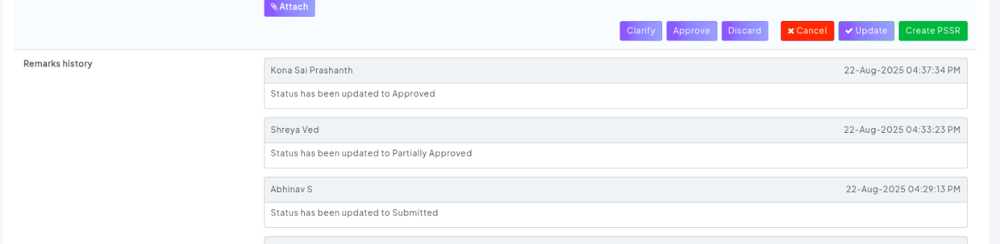 Attach
Clarify Approve Discard Cancel Update Create PSSR
Remarks history
Kona Sai Prashanth 22-Aug-2025 04:37:34 PM
Status has been updated to Approved
Shreya Ved 22-Aug-2025 04:33:23 PM
Status has been updated to Partially Approved
Abhinav S 22-Aug-2025 04:29:13 PM
Status has been updated to Submitted